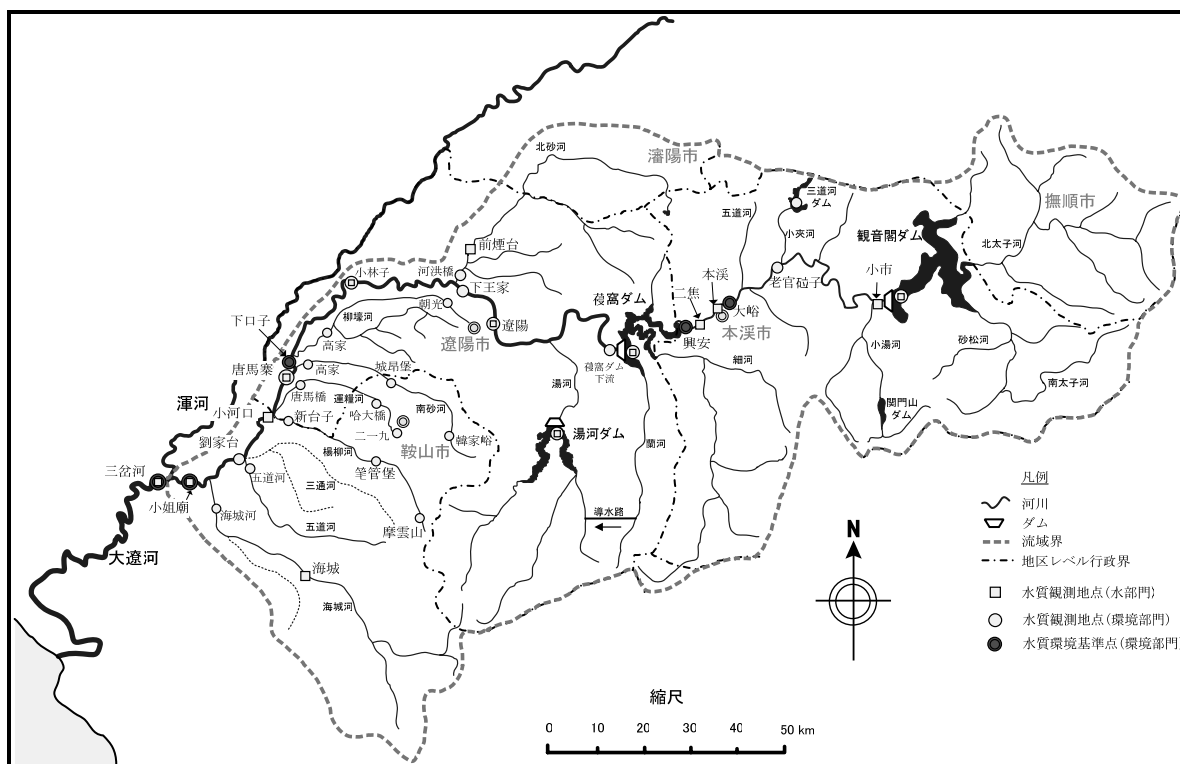 北砂河
瀋陽市
三道河
ダム
撫順市
五道河
小夾河
観音閣ダム
北太子河
前煙台
河洪橋
小林子
下王家
本渓
小市
老官砬子
朝光
葠窩ダム
二焦
大峪
下口子
柳壕河
遼陽
遼陽市
本渓市
興安
高家
小湯河
砂松河
唐馬寨
高家
城昂堡
葠窩ダム
下流
細河
南太子河
湯河
唐馬橋
運糧河
渾河
小河口
新台子
哈大橋
南砂河
関門山
ダム
二一九
韓家峪
湯河ダム
蘭河
劉家台
楊柳河
鞍山市
三岔河
五道河
三通河
笔管堡
小姐廟
海城河
五道河
摩雲山
導水路
大遼河
海城
海城河
凡例
河川
ダム
流域界
地区レベル行政界
水質観測地点(水部門)
水質観測地点(環境部門)
水質環境基準点(環境部門)
N
縮尺
0 10 20 30 40 50 km